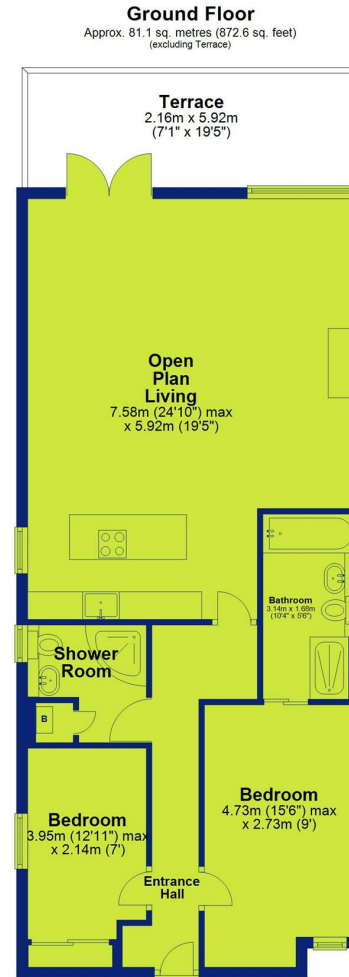 Ground Floor
Approx. 81.1 sq. metres (872.6 sq. feet)
(excluding Terrace)
Terrace
2.16m x 5.92m
(7'1" x 19'5")
Open
Plan
Living
7.58m (24'10") max
x 5.92m (19'5")
Bathroom
3.14m x 1.68m
(10'4" x 5'6")
Shower
Room
B
Bedroom
4.73m (15'6") max
x 2.73m (9')
Bedroom
3.95m (12'11") max
x 2.14m (7')
Entrance
Hall